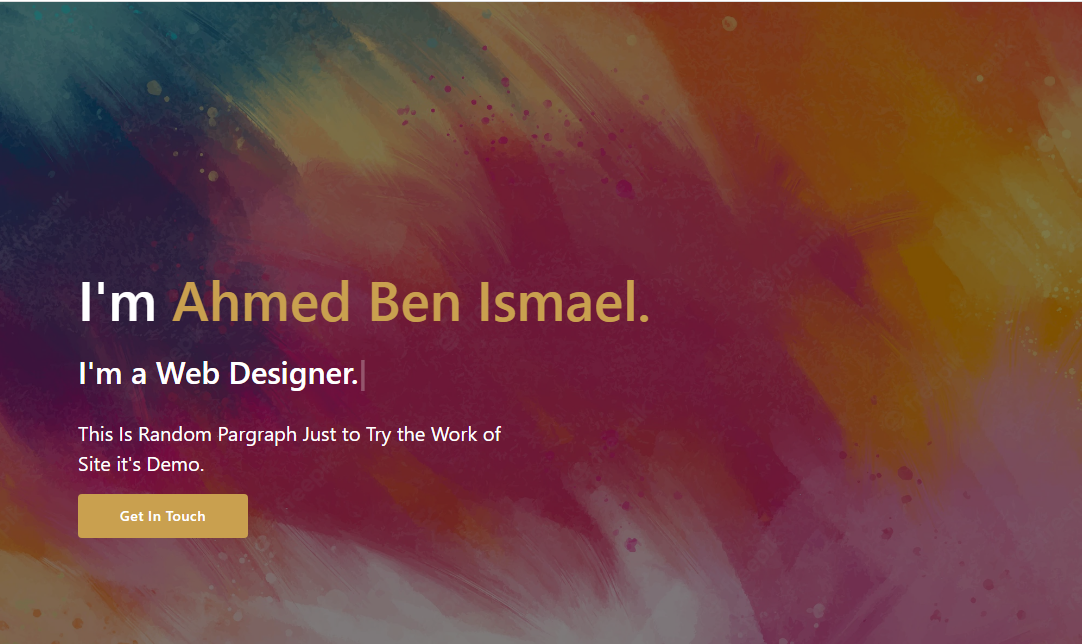 I'm Ahmed Ben Ismael.
I'm a Web Designer.
This Is Random Pargraph Just to Try the Work of
Site it's Demo.
Get In Touch